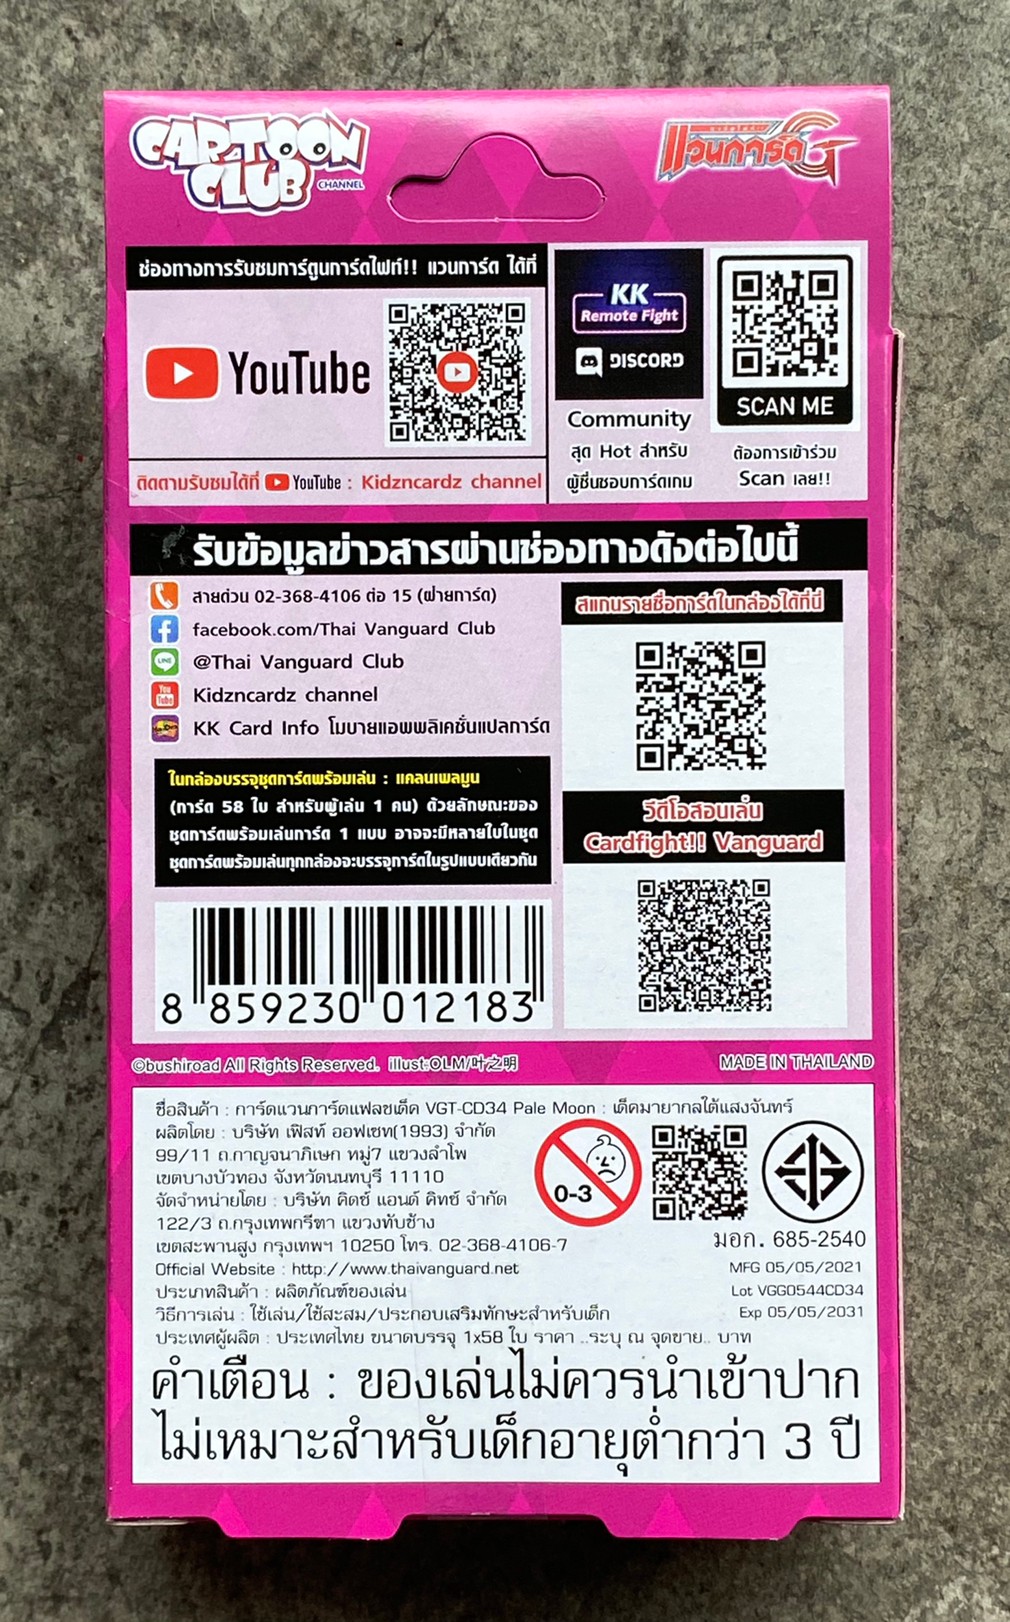 CARTOON
CLUB
CHANNEL
แวนการ์ด G
ช่องทางการรับชมการ์ตูนการ์ดไฟท์!! แวนการ์ด ได้ที่
YouTube
ติดตามรับชมได้ที่ YouTube : Kidzncardz channel
KK
Remote Fight
DISCORD
Community
สุด Hot สำหรับ
ผู้ชื่นชอบการ์ดเกม
SCAN ME
ต้องการเข้าร่วม
Scan เลย!!
รับข้อมูลข่าวสารผ่านช่องทางดังต่อไปนี้
สายด่วน 02-368-4106 ต่อ 15 (ฝ่ายการ์ด)
facebook.com/Thai Vanguard Club
LINE @Thai Vanguard Club
You Tube Kidzncardz channel
KK Card Info โมบายแอพพลิเคชั่นแปลการ์ด
ในกล่องบรรจุชุดการ์ดพร้อมเล่น : แคลนเพลมูน
(การ์ด 58 ใบ สำหรับผู้เล่น 1 คน) ด้วยลักษณะของ
ชุดการ์ดพร้อมเล่นการ์ด 1 แบบ อาจจะมีหลายใบในชุด
ชุดการ์ดพร้อมเล่นทุกกล่องจะบรรจุการ์ดในรูปแบบเดียวกัน
8 859230 012183
สแกนรายชื่อการ์ดในกล่องได้ที่นี่
วีดีโอสอนเล่น
Cardfight!! Vanguard
©bushiroad All Rights Reserved. illust:OLM/叶之明
MADE IN THAILAND
ชื่อสินค้า : การ์ดแวนการ์ดแฟลชเด็ค VGT-CD34 Pale Moon : เด็คมายากลใต้แสงจันทร์
ผลิตโดย : บริษัท เฟิสท์ ออฟเซท(1993) จำกัด
99/11 ถ.กาญจนาภิเษก หมู่7 แขวงลำโพ
เขตบางบัวทอง จังหวัดนนทบุรี 11110
จัดจำหน่ายโดย : บริษัท คิดซ์ แอนด์ คิทซ์ จำกัด
122/3 ถ.กรุงเทพกรีฑา แขวงทับช้าง
เขตสะพานสูง กรุงเทพฯ 10250 โทร. 02-368-4106-7
Official Website : http://www.thaivanguard.net
ประเภทสินค้า : ผลิตภัณฑ์ของเล่น
วิธีการเล่น : ใช้เล่น/ใช้สะสม/ประกอบเสริมทักษะสำหรับเด็ก
ประเทศผู้ผลิต : ประเทศไทย ขนาดบรรจุ 1x58 ใบ ราคา ..ระบุ ณ จุดขาย.. บาท
0-3
มอก. 685-2540
MFG 05/05/2021
Lot VGG0544CD34
Exp 05/05/2031
คำเตือน : ของเล่นไม่ควรนำเข้าปาก
ไม่เหมาะสำหรับเด็กอายุต่ำกว่า 3 ปี